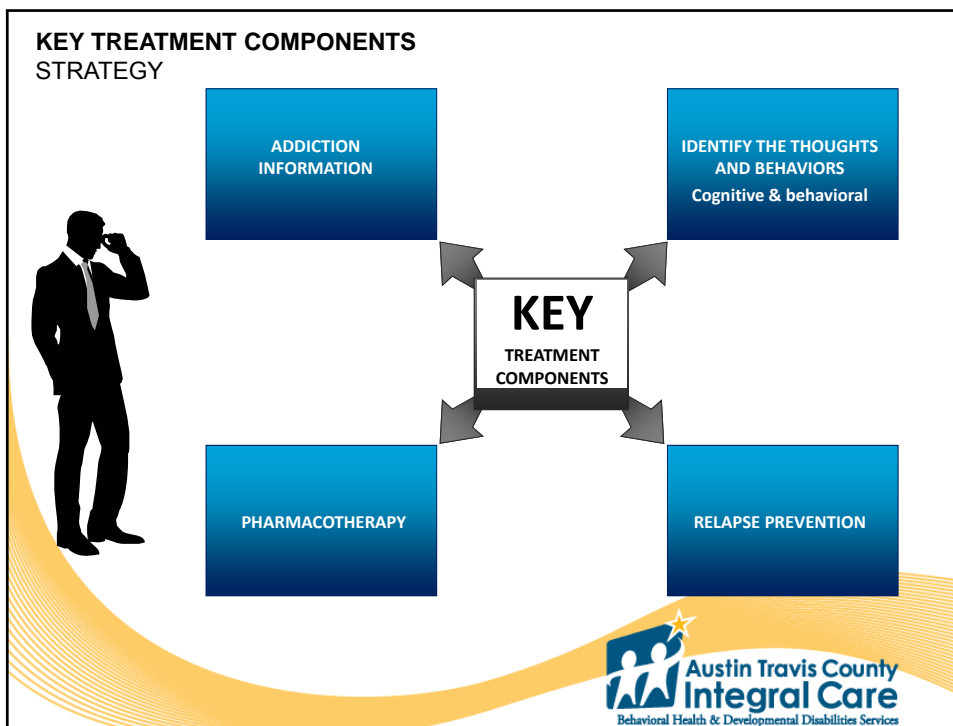 KEY TREATMENT COMPONENTS
STRATEGY
ADDICTION
INFORMATION
IDENTIFY THE THOUGHTS
AND BEHAVIORS
Cognitive & behavioral
KEY
TREATMENT
COMPONENTS
PHARMACOTHERAPY
RELAPSE PREVENTION
Austin Travis County
Integral Care
Behavioral Health & Developmental Disabilities Services